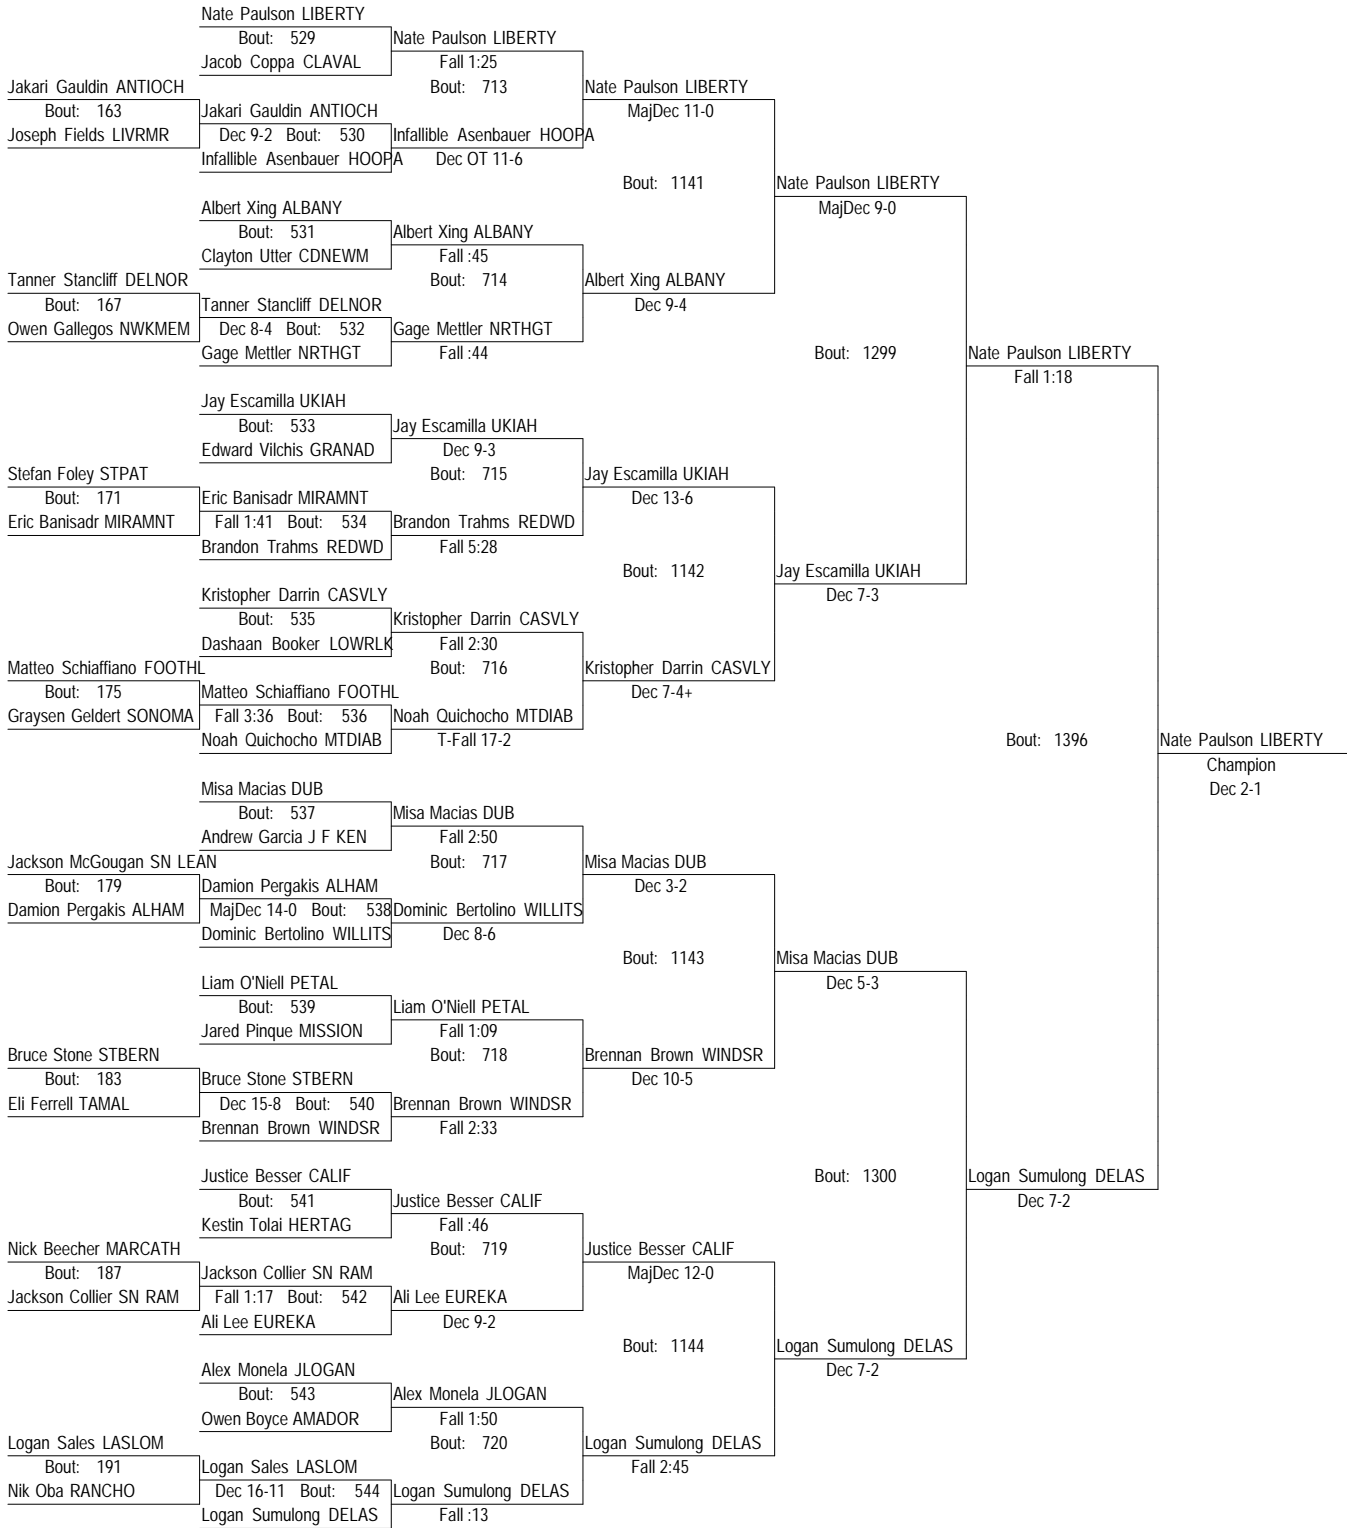 Nate Paulson LIBERTY
Bout: 529
Nate Paulson LIBERTY
Jacob Coppa CLAVAL
Fall 1:25
Jakari Gauldin ANTIOCH
Bout: 713
Nate Paulson LIBERTY
Bout: 163
Jakari Gauldin ANTIOCH
MajDec 11-0
Joseph Fields LIVRMR
Dec 9-2 Bout: 530
Infallible Asenbauer HOOPA
Infallible Asenbauer HOOPA
Dec OT 11-6
Bout: 1141
Nate Paulson LIBERTY
Albert Xing ALBANY
MajDec 9-0
Bout: 531
Albert Xing ALBANY
Clayton Utter CDNEWM
Fall :45
Tanner Stancliff DELNOR
Bout: 714
Albert Xing ALBANY
Bout: 167
Tanner Stancliff DELNOR
Dec 9-4
Owen Gallegos NWKMEM
Dec 8-4 Bout: 532
Gage Mettler NRTHGT
Gage Mettler NRTHGT
Fall :44
Bout: 1299
Nate Paulson LIBERTY
Fall 1:18
Jay Escamilla UKIAH
Bout: 533
Jay Escamilla UKIAH
Edward Vilchis GRANAD
Dec 9-3
Stefan Foley STPAT
Bout: 715
Jay Escamilla UKIAH
Bout: 171
Eric Banisadr MIRAMNT
Dec 13-6
Eric Banisadr MIRAMNT
Fall 1:41 Bout: 534
Brandon Trahms REDWD
Brandon Trahms REDWD
Fall 5:28
Bout: 1142
Jay Escamilla UKIAH
Kristopher Darrin CASVLY
Dec 7-3
Bout: 535
Kristopher Darrin CASVLY
Dashaan Booker LOWRLK
Fall 2:30
Matteo Schiaffiano FOOTHL
Bout: 716
Kristopher Darrin CASVLY
Bout: 175
Matteo Schiaffiano FOOTHL
Dec 7-4+
Graysen Geldert SONOMA
Fall 3:36 Bout: 536
Noah Quichocho MTDIAB
Noah Quichocho MTDIAB
T-Fall 17-2
Bout: 1396
Nate Paulson LIBERTY
Champion
Dec 2-1
Misa Macias DUB
Bout: 537
Misa Macias DUB
Andrew Garcia J F KEN
Fall 2:50
Jackson McGougan SN LEAN
Bout: 717
Misa Macias DUB
Bout: 179
Damion Pergakis ALHAM
Dec 3-2
Damion Pergakis ALHAM
MajDec 14-0 Bout: 538
Dominic Bertolino WILLITS
Dominic Bertolino WILLITS
Dec 8-6
Bout: 1143
Misa Macias DUB
Liam O'Niell PETAL
Dec 5-3
Bout: 539
Liam O'Niell PETAL
Jared Pinque MISSION
Fall 1:09
Bruce Stone STBERN
Bout: 718
Brennan Brown WINDSR
Bout: 183
Bruce Stone STBERN
Dec 10-5
Eli Ferrell TAMAL
Dec 15-8 Bout: 540
Brennan Brown WINDSR
Brennan Brown WINDSR
Fall 2:33
Justice Besser CALIF
Bout: 1300
Logan Sumulong DELAS
Bout: 541
Justice Besser CALIF
Dec 7-2
Kestin Tolai HERTAG
Fall :46
Nick Beecher MARCATH
Bout: 719
Justice Besser CALIF
Bout: 187
Jackson Collier SN RAM
MajDec 12-0
Jackson Collier SN RAM
Fall 1:17 Bout: 542
Ali Lee EUREKA
Ali Lee EUREKA
Dec 9-2
Bout: 1144
Logan Sumulong DELAS
Alex Monela JLOGAN
Dec 7-2
Bout: 543
Alex Monela JLOGAN
Owen Boyce AMADOR
Fall 1:50
Logan Sales LASLOM
Bout: 720
Logan Sumulong DELAS
Bout: 191
Logan Sales LASLOM
Fall 2:45
Nik Oba RANCHO
Dec 16-11 Bout: 544
Logan Sumulong DELAS
Logan Sumulong DELAS
Fall :13